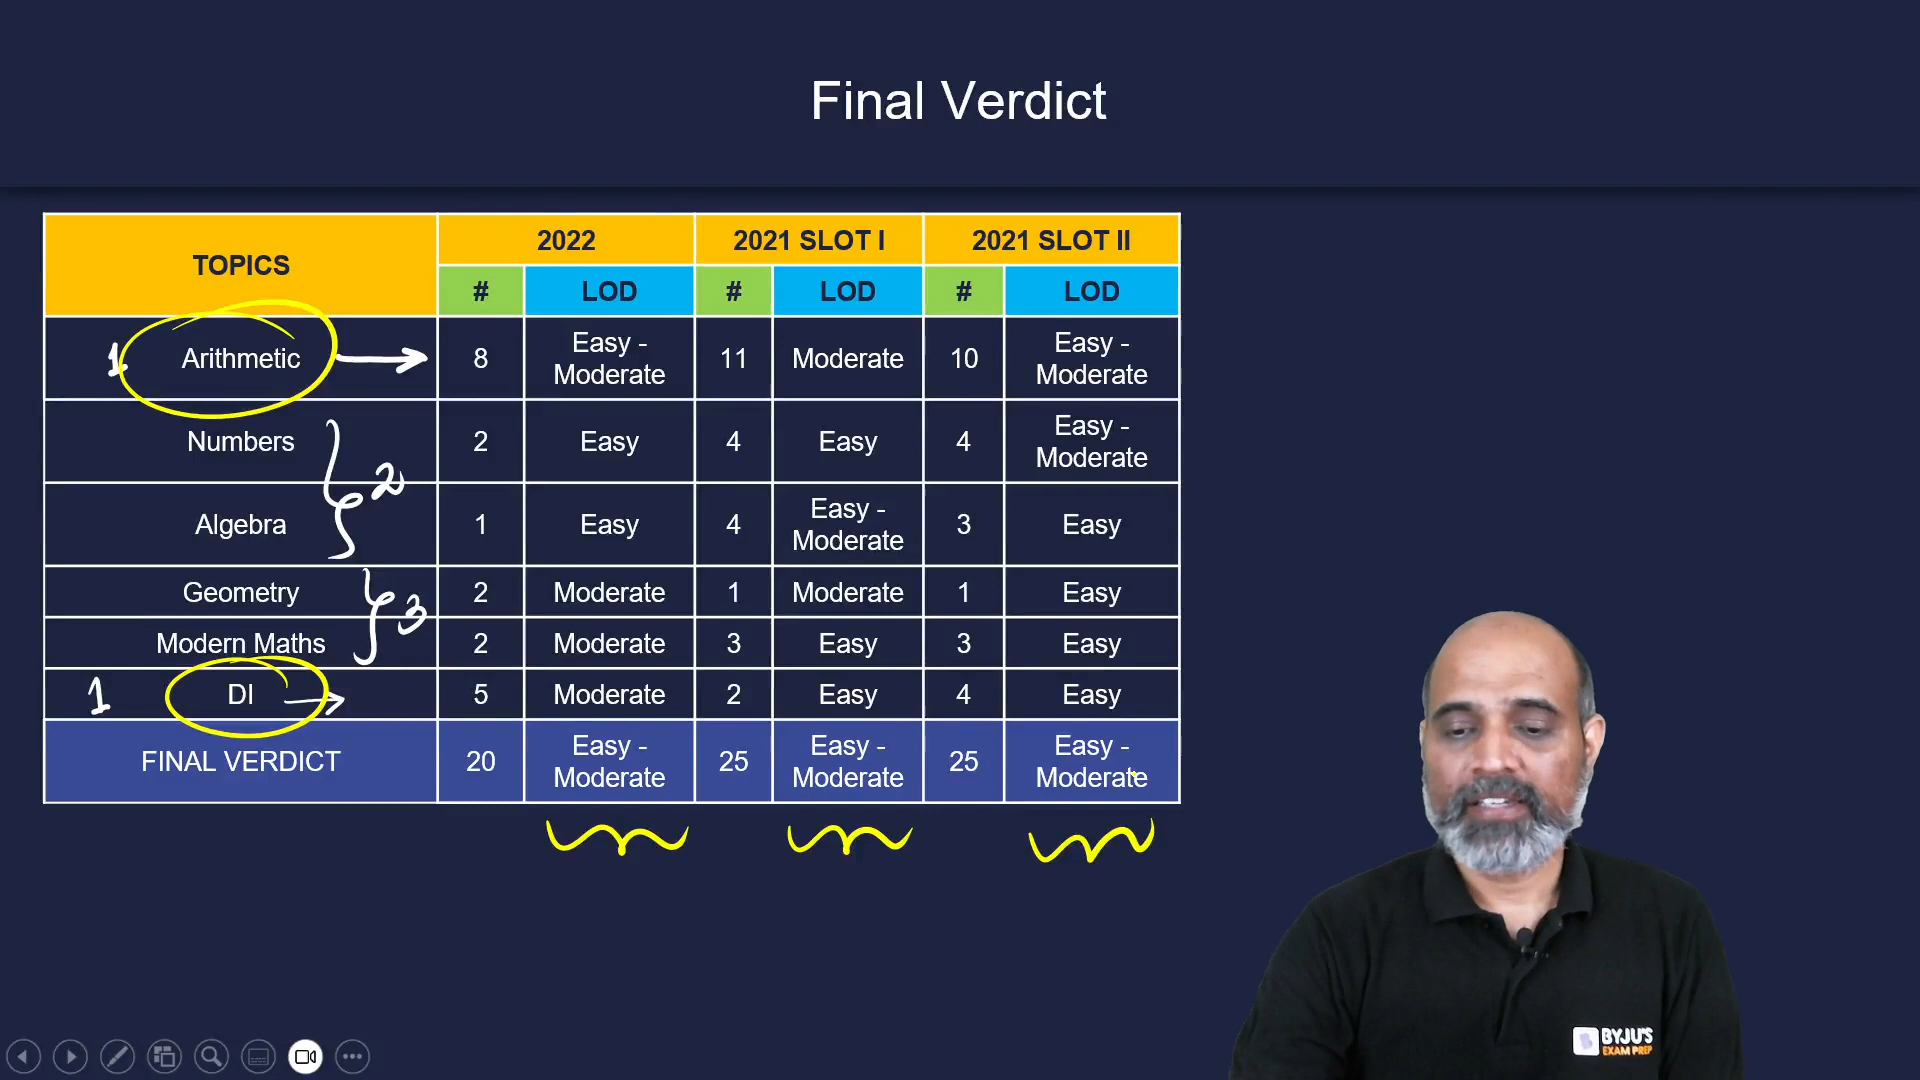 Final Verdict
TOPICS 2022 2021 SLOT I 2021 SLOT II
# LOD # LOD # LOD
1 Arithmetic 8 Easy - Moderate 11 Moderate 10 Easy - Moderate
Numbers 2 Easy 4 Easy 4 Easy - Moderate
2
Algebra 1 Easy 4 Easy - Moderate 3 Easy
Geometry 2 Moderate 1 Moderate 1 Easy
3
Modern Maths 2 Moderate 3 Easy 3 Easy
1 DI 5 Moderate 2 Easy 4 Easy
FINAL VERDICT 20 Easy - Moderate 25 Easy - Moderate 25 Easy - Moderate
BYJU'S
EXAM PREP